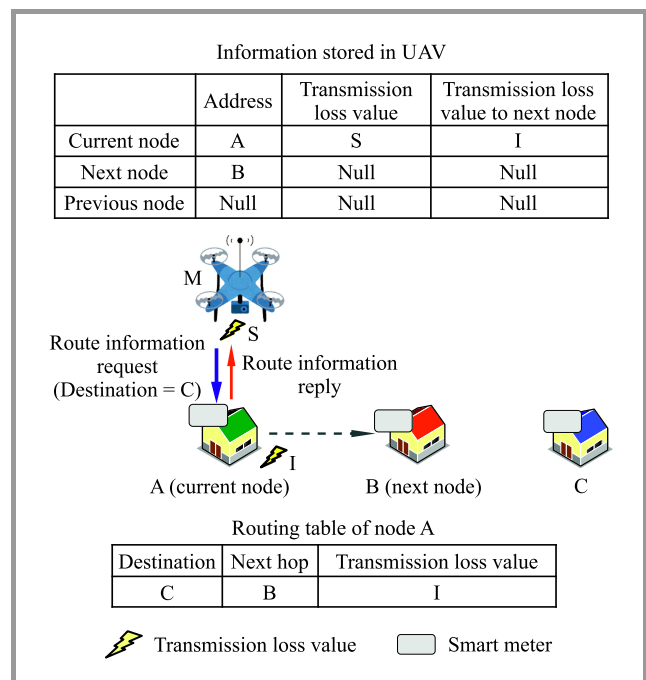 Information stored in UAV
Address
Transmission loss value
Transmission loss value to next node
Current node A S I
Next node B Null Null
Previous node Null Null Null
M
S
Route information request (Destination = C)
Route information reply
I
A (current node)
B (next node)
C
Routing table of node A
Destination Next hop Transmission loss value
C B I
Transmission loss value
Smart meter